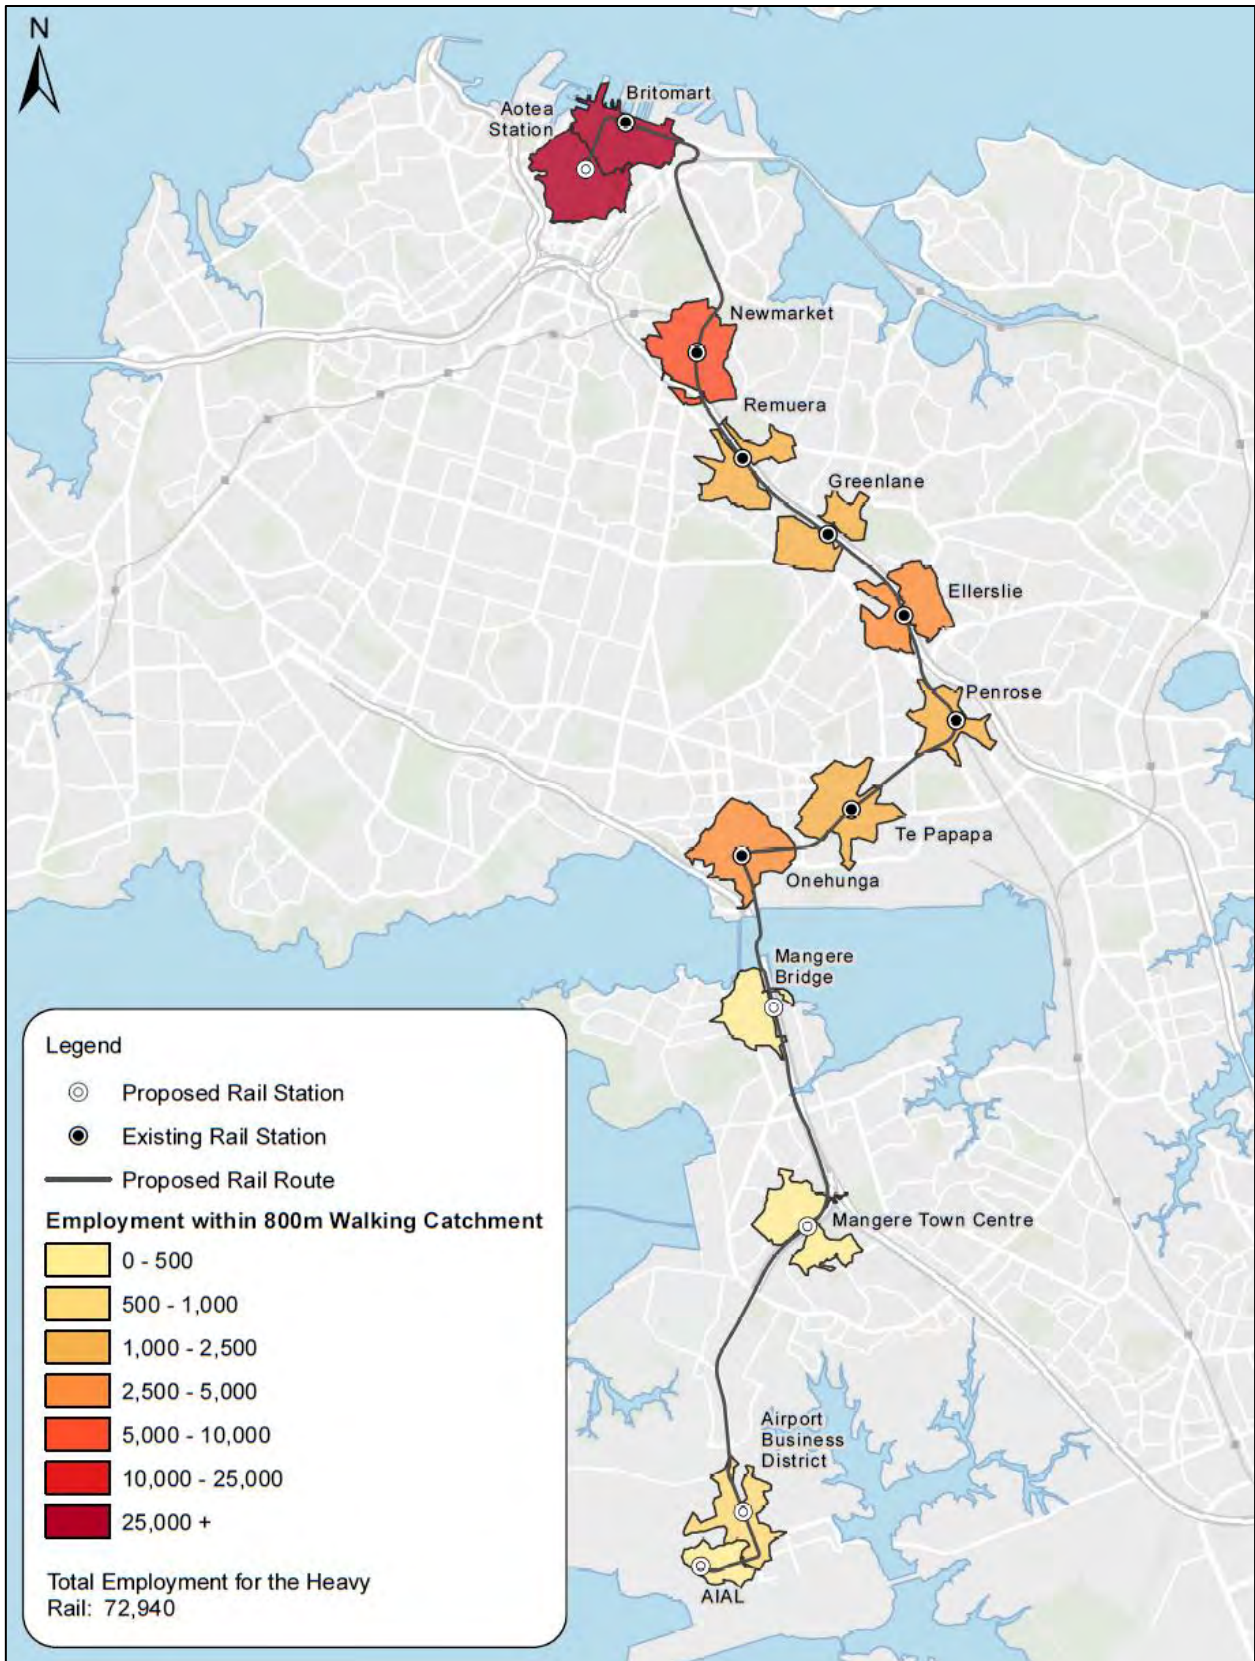 N
Britomart
Aotea
Station
Newmarket
Remuera
Greenlane
Ellerslie
Penrose
Te Papapa
Onehunga
Mangere
Bridge
Mangere Town Centre
Airport
Business
District
AIAL
Legend
Proposed Rail Station
Existing Rail Station
Proposed Rail Route
Employment within 800m Walking Catchment
0 - 500
500 - 1,000
1,000 - 2,500
2,500 - 5,000
5,000 - 10,000
10,000 - 25,000
25,000 +
Total Employment for the Heavy
Rail: 72,940